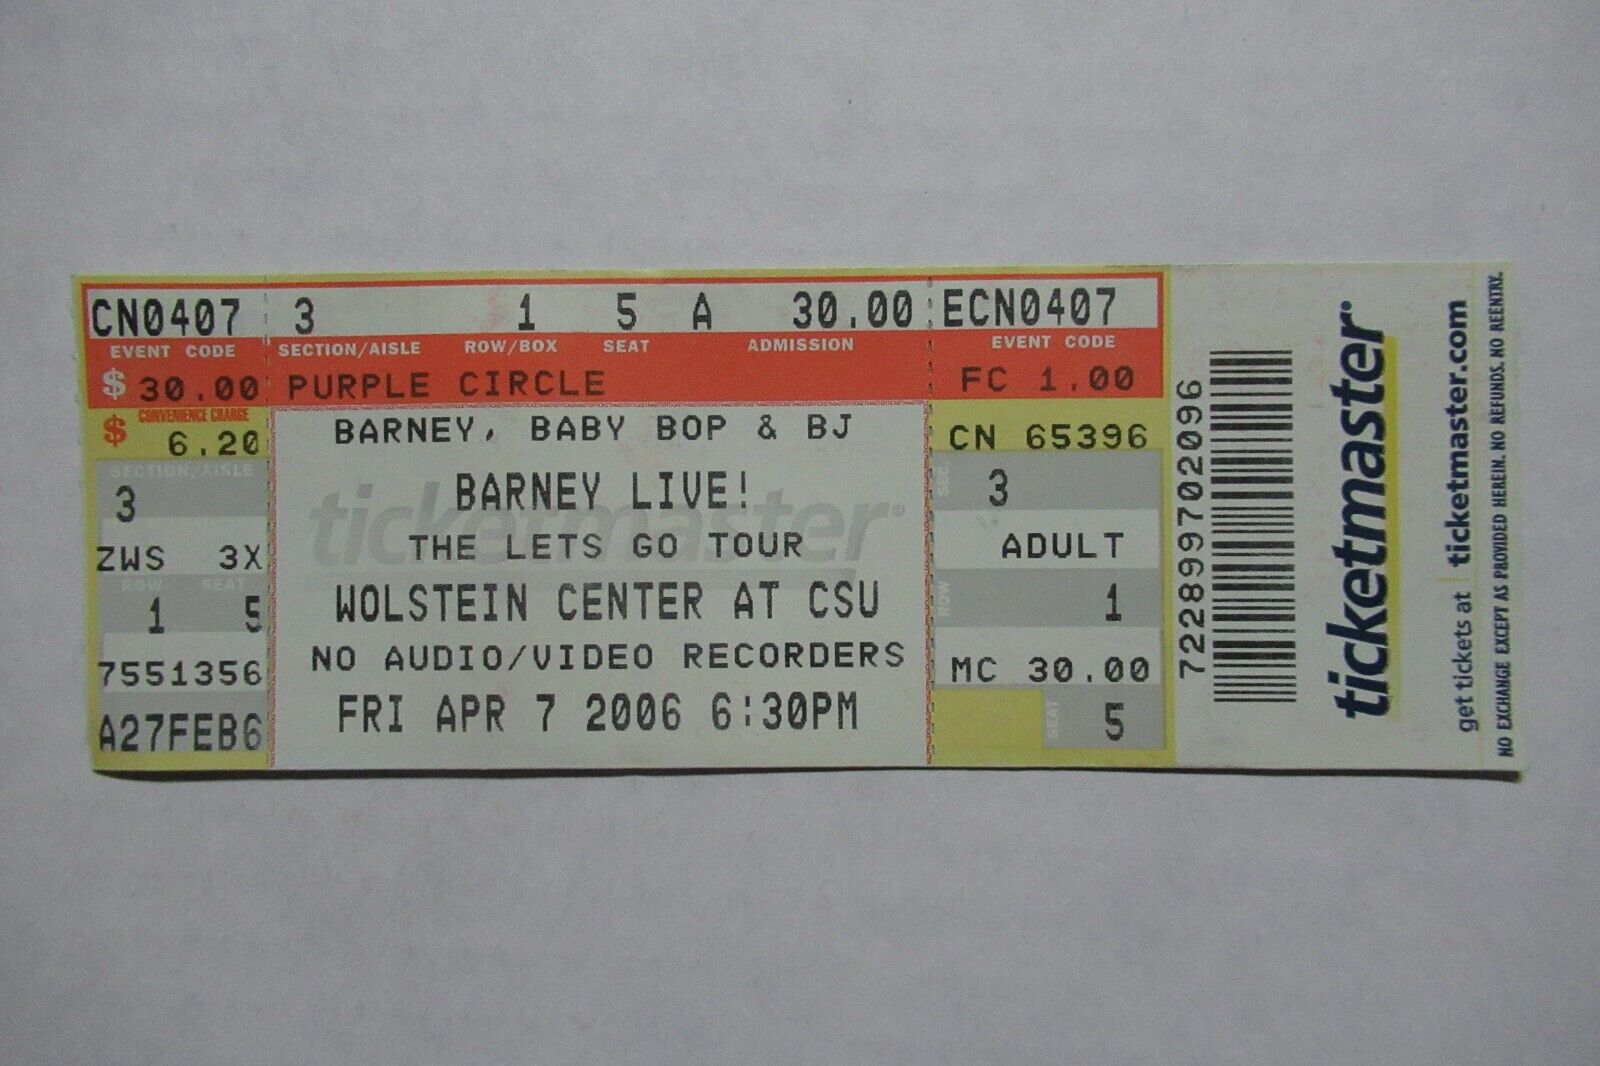 CN0407 3 1 5 A 30.00 ECN0407
EVENT CODE SECTION/AISLE ROW/BOX SEAT ADMISSION EVENT CODE
$ 30.00 PURPLE CIRCLE FC 1.00
CONVENIENCE CHARGE
$ 6.20
SECTION/AISLE
3
ZWS 3X
ROW SEAT
1 5
7551356
A27FEB6
BARNEY, BABY BOP & BJ
BARNEY LIVE!
ticketmaster®
THE LETS GO TOUR
WOLSTEIN CENTER AT CSU
NO AUDIO/VIDEO RECORDERS
FRI APR 7 2006 6:30PM
CN 65396
SEC.
3
ADULT
ROW
1
MC 30.00
SEAT
5
722899702096
ticketmaster®
get tickets at | ticketmaster.com
NO EXCHANGE EXCEPT AS PROVIDED HEREIN. NO REFUNDS. NO REENTRY.